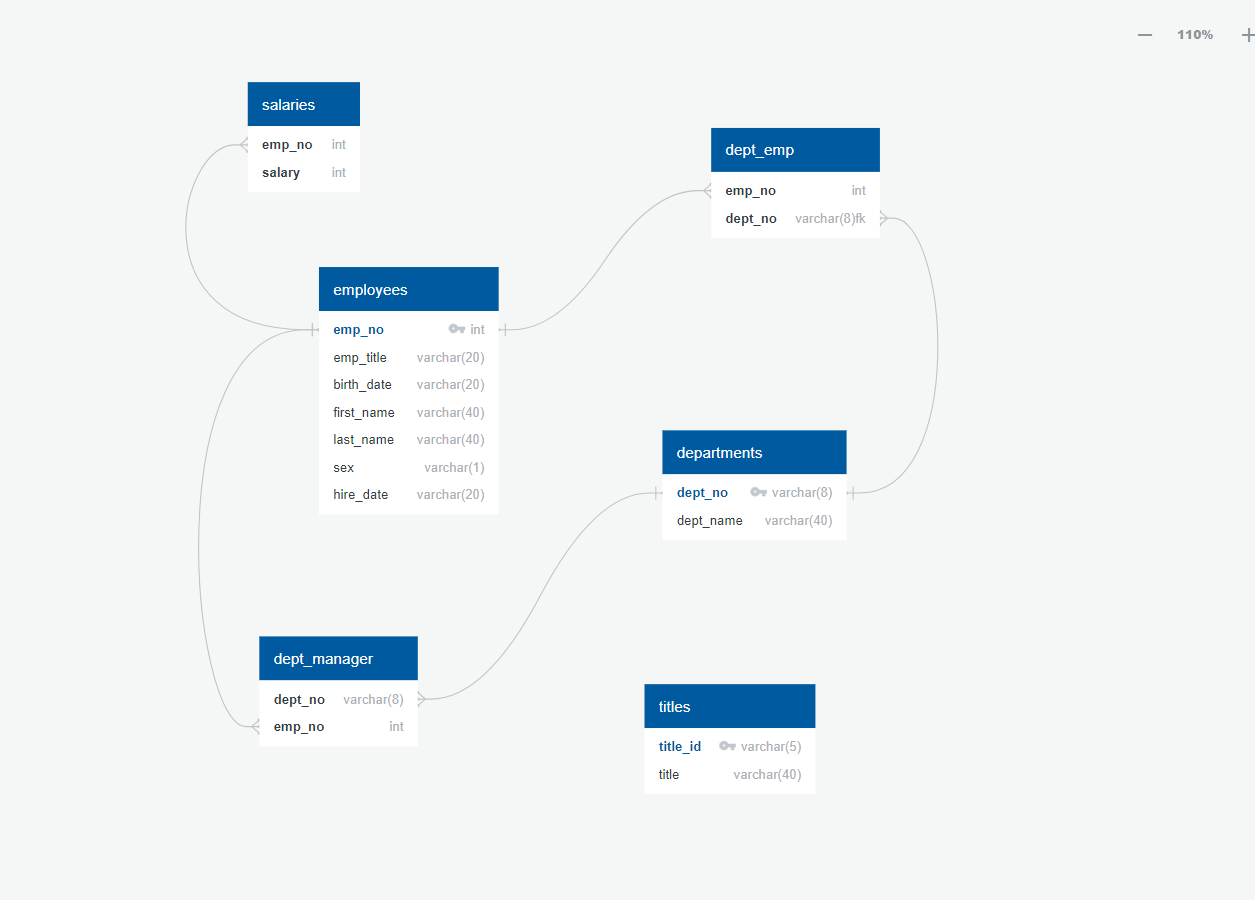 110%
salaries
emp_no int
salary int
dept_emp
emp_no int
dept_no varchar(8)fk
employees
emp_no int
emp_title varchar(20)
birth_date varchar(20)
first_name varchar(40)
last_name varchar(40)
sex varchar(1)
hire_date varchar(20)
departments
dept_no varchar(8)
dept_name varchar(40)
dept_manager
dept_no varchar(8)
emp_no int
titles
title_id varchar(5)
title varchar(40)